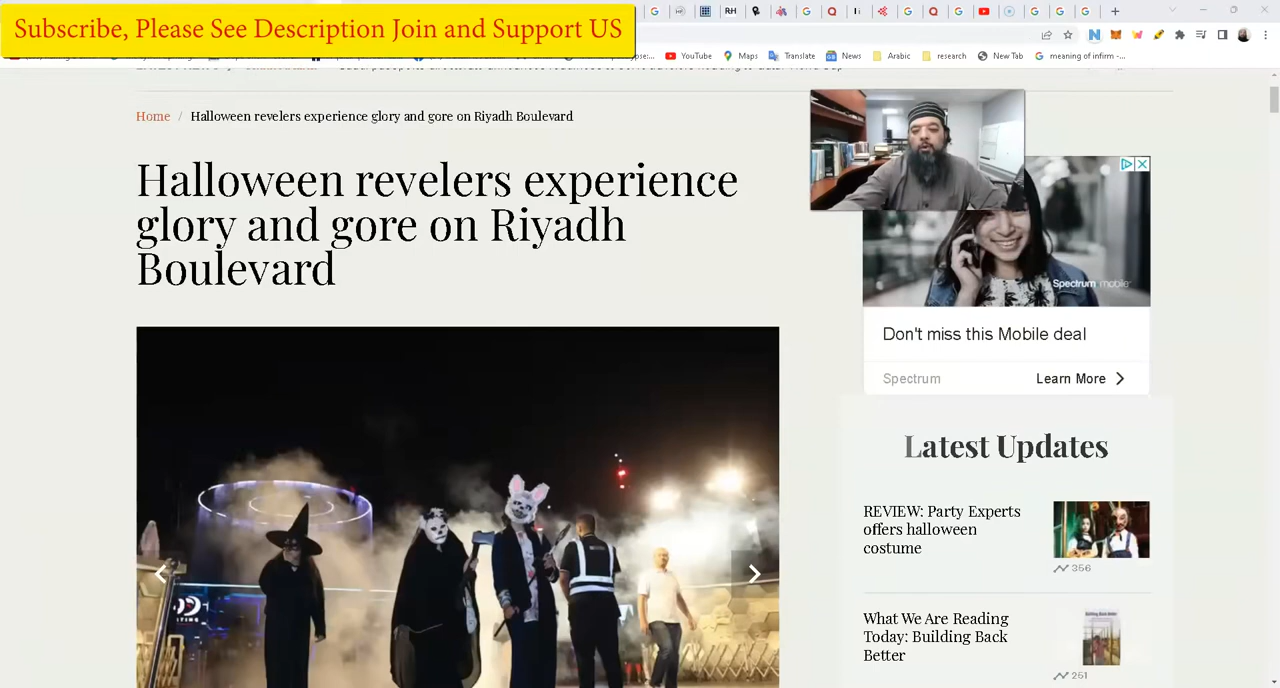 Subscribe, Please See Description Join and Support US
YouTube
Maps
Translate
News
Arabic
research
New Tab
meaning of infirm -...
Home / Halloween revelers experience glory and gore on Riyadh Boulevard
Halloween revelers experience
glory and gore on Riyadh
Boulevard
Spectrum mobile
Don't miss this Mobile deal
Spectrum
Learn More
Latest Updates
REVIEW: Party Experts
offers halloween
costume
356
What We Are Reading
Today: Building Back
Better
251